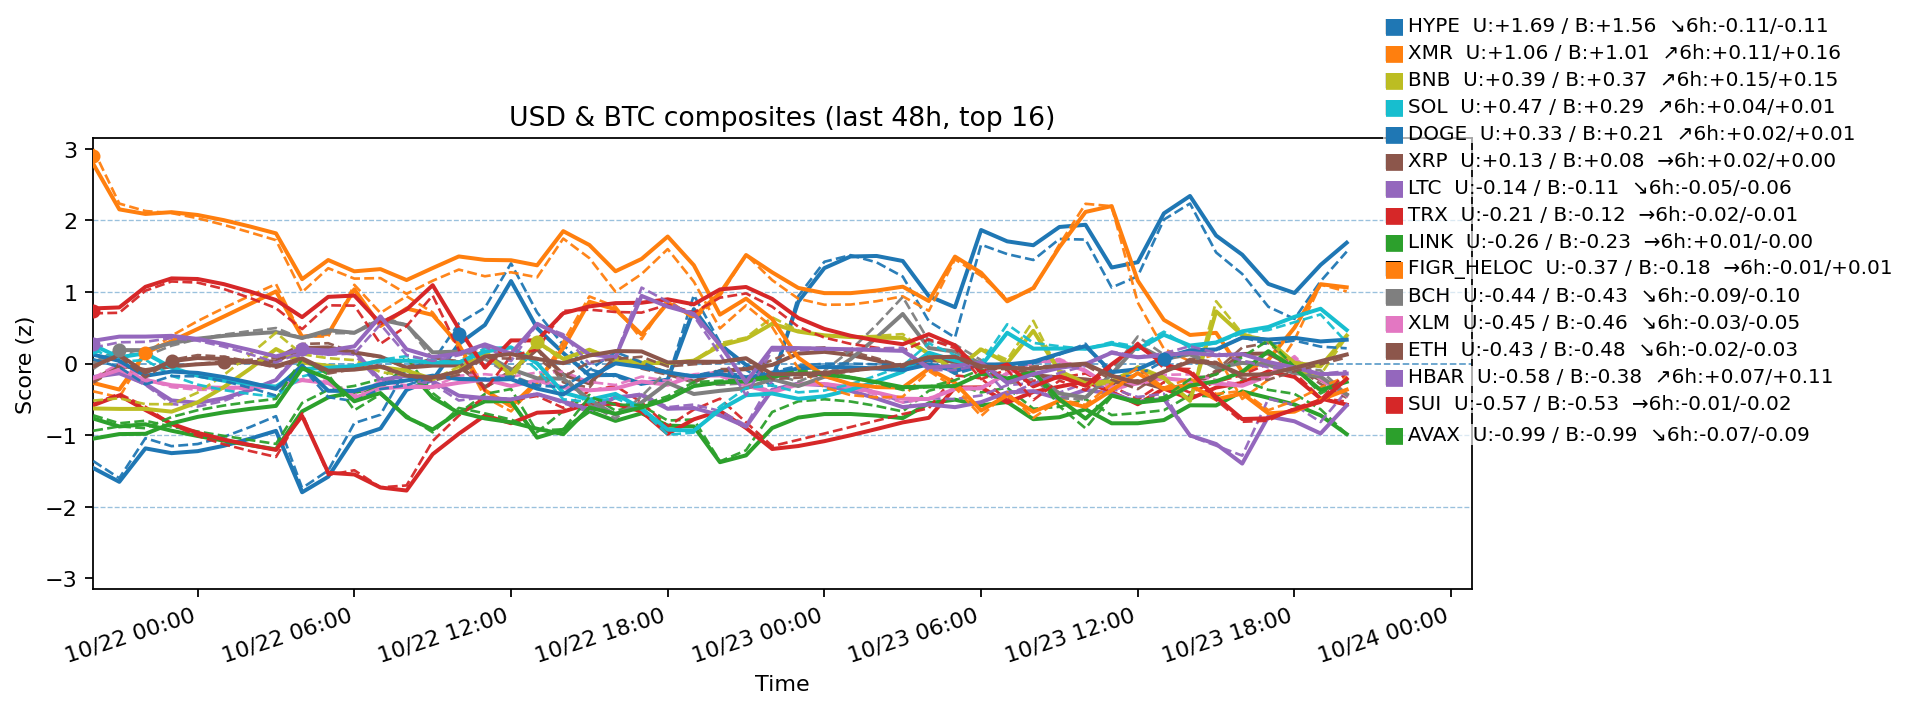 HYPE  U:+1.69 / B:+1.56  ↘6h:-0.11/-0.11
XMR  U:+1.06 / B:+1.01  ↗6h:+0.11/+0.16
BNB  U:+0.39 / B:+0.37  ↗6h:+0.15/+0.15
SOL  U:+0.47 / B:+0.29  ↗6h:+0.04/+0.01
DOGE  U:+0.33 / B:+0.21  ↗6h:+0.02/+0.01
XRP  U:+0.13 / B:+0.08  →6h:+0.02/+0.00
LTC  U:-0.14 / B:-0.11  ↘6h:-0.05/-0.06
TRX  U:-0.21 / B:-0.12  →6h:-0.02/-0.01
LINK  U:-0.26 / B:-0.23  →6h:+0.01/-0.00
FIGR_HELOC  U:-0.37 / B:-0.18  →6h:-0.01/+0.01
BCH  U:-0.44 / B:-0.43  ↘6h:-0.09/-0.10
XLM  U:-0.45 / B:-0.46  ↘6h:-0.03/-0.05
ETH  U:-0.43 / B:-0.48  ↘6h:-0.02/-0.03
HBAR  U:-0.58 / B:-0.38  ↗6h:+0.07/+0.11
SUI  U:-0.57 / B:-0.53  →6h:-0.01/-0.02
AVAX  U:-0.99 / B:-0.99  ↘6h:-0.07/-0.09
USD & BTC composites (last 48h, top 16)
Score (z)
3
2
1
0
−1
−2
−3
10/22 00:00
10/22 06:00
10/22 12:00
10/22 18:00
10/23 00:00
10/23 06:00
10/23 12:00
10/23 18:00
10/24 00:00
Time